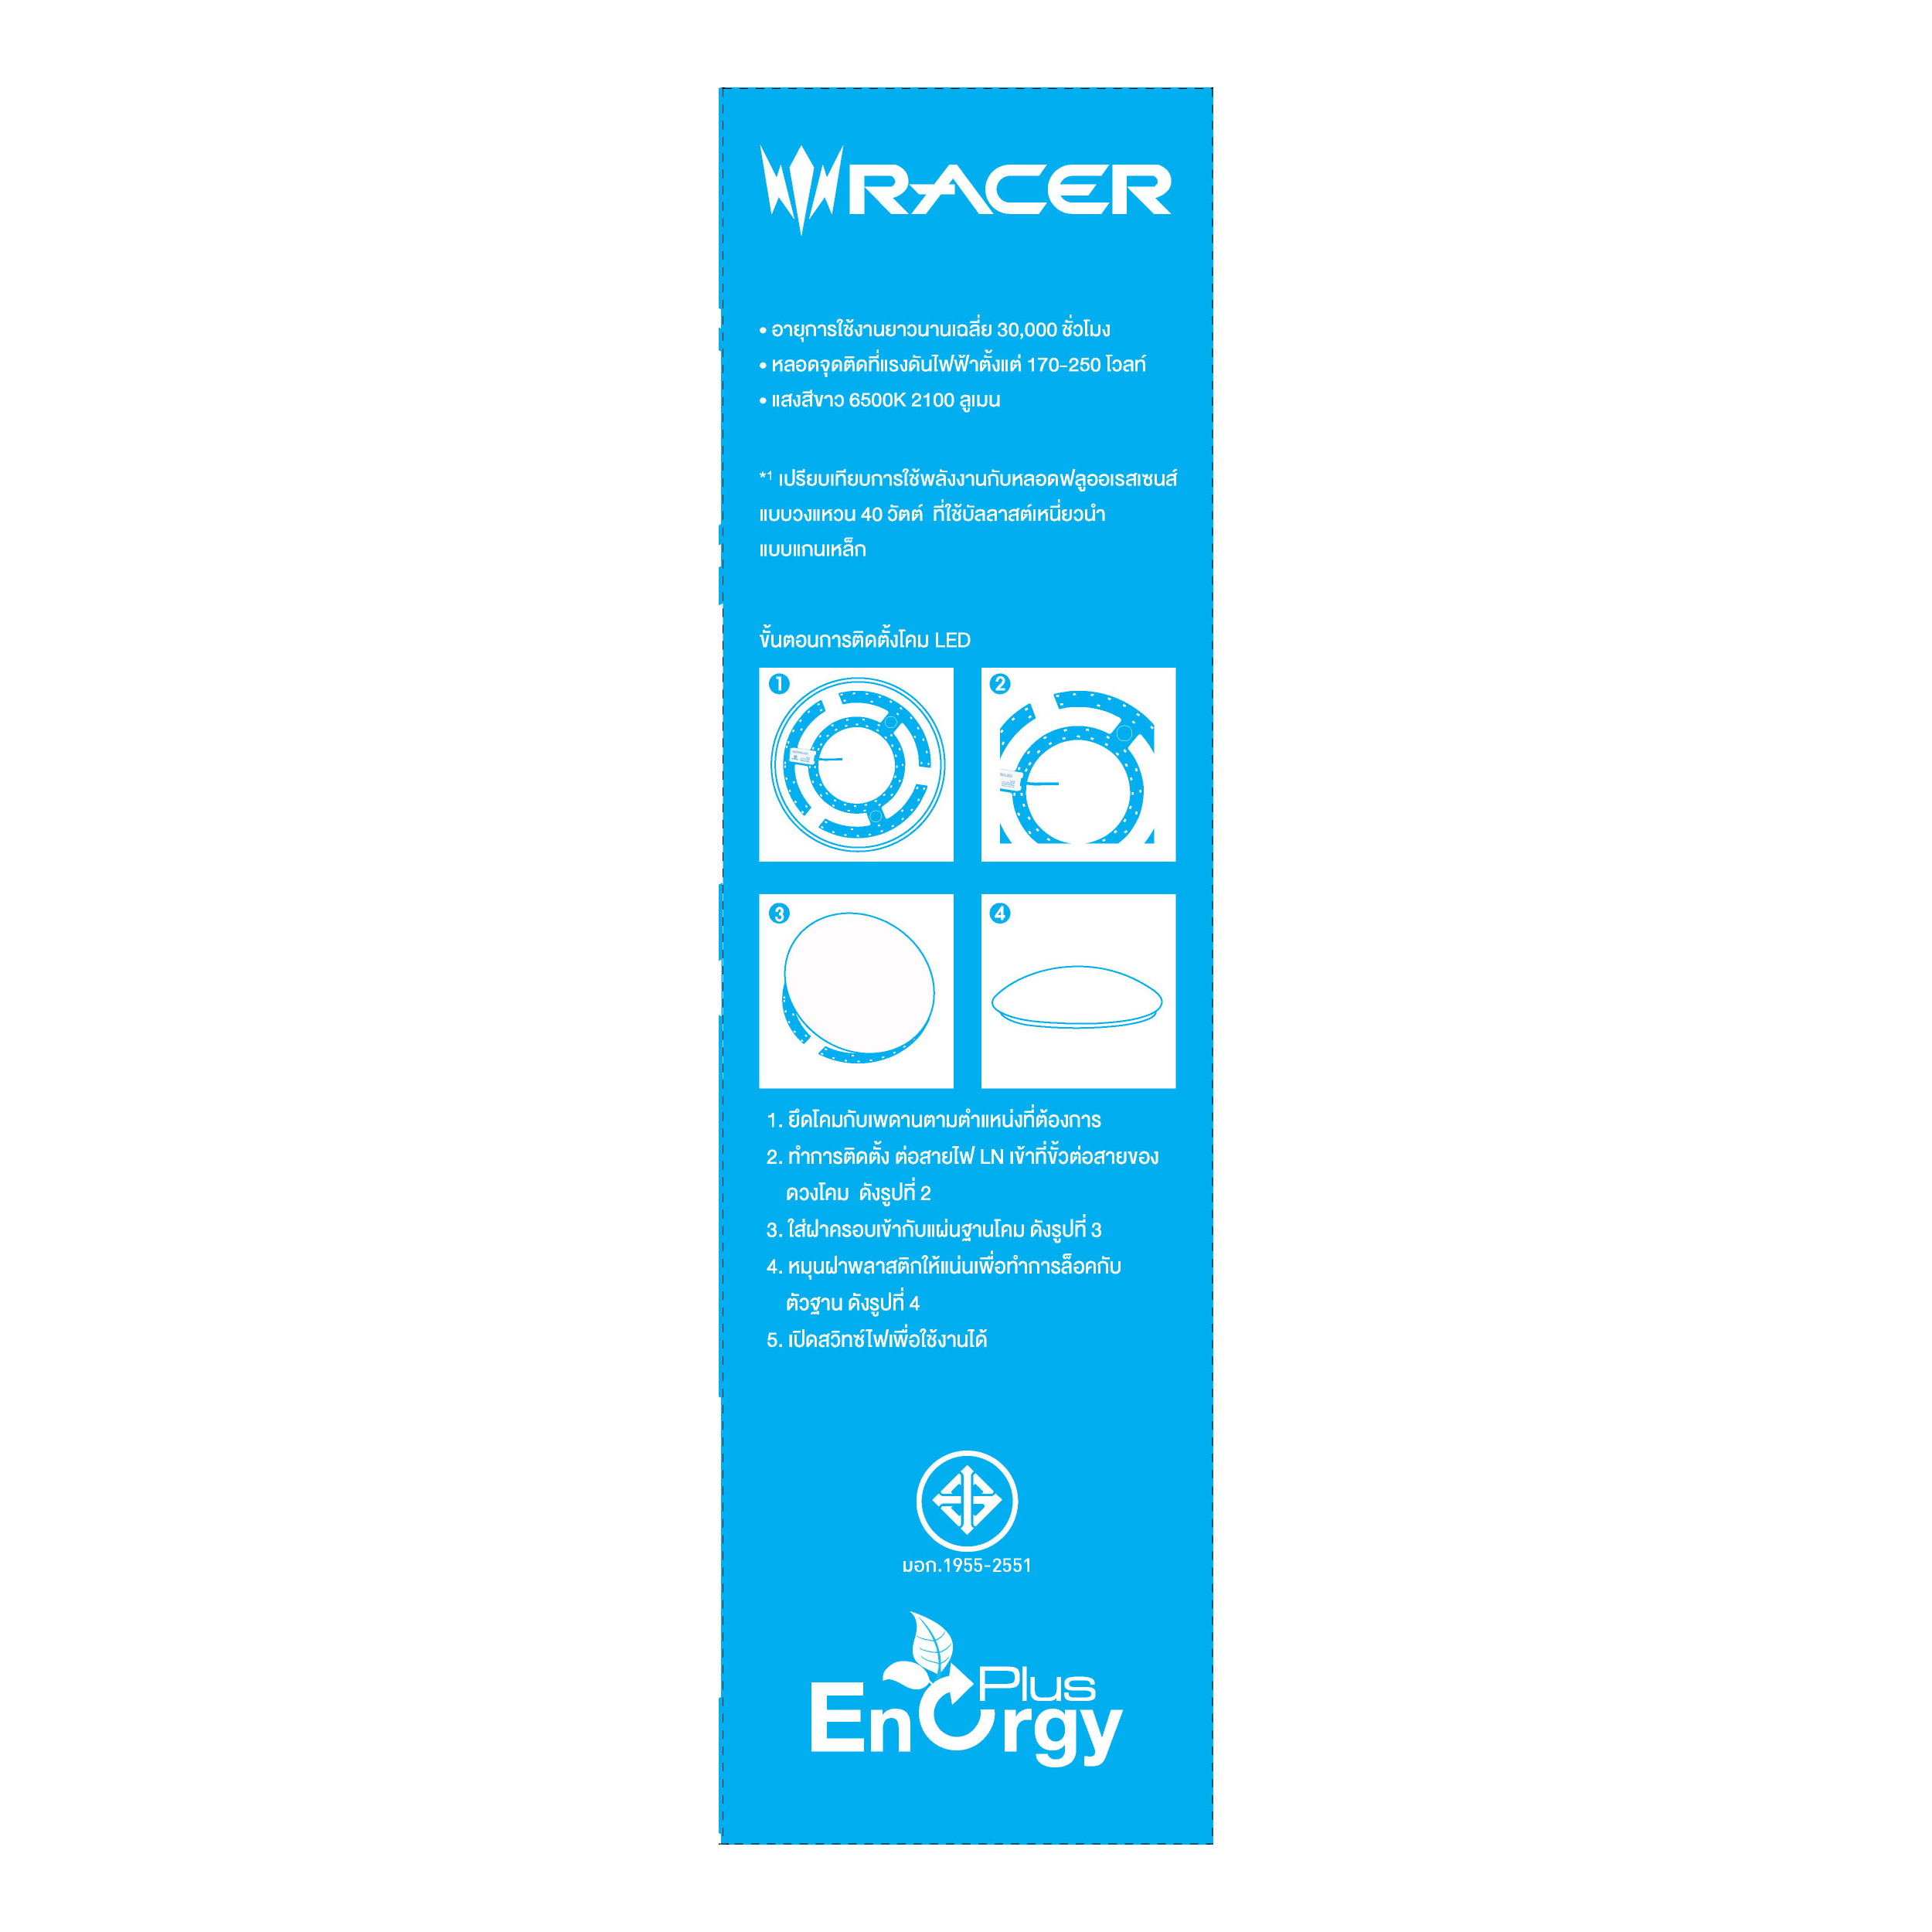 RACER
• อายุการใช้งานยาวนานเฉลี่ย 30,000 ชั่วโมง
• หลอดจุดติดที่แรงดันไฟฟ้าตั้งแต่ 170-250 โวลท์
• แสงสีขาว 6500K 2100 ลูเมน
*1 เปรียบเทียบการใช้พลังงานกับหลอดฟลูออเรสเซนส์
แบบวงแหวน 40 วัตต์ ที่ใช้บัลลาสต์เหนี่ยวนำ
แบบแกนเหล็ก
ขั้นตอนการติดตั้งโคม LED
1
2
3
4
1. ยึดโคมกับเพดานตามตำแหน่งที่ต้องการ
2. ทำการติดตั้ง ต่อสายไฟ LN เข้าที่ขั้วต่อสายของ
ดวงโคม ดังรูปที่ 2
3. ใส่ฝาครอบเข้ากับแผ่นฐานโคม ดังรูปที่ 3
4. หมุนฝาพลาสติกให้แน่นเพื่อทำการล็อคกับ
ตัวฐาน ดังรูปที่ 4
5. เปิดสวิทซ์ไฟเพื่อใช้งานได้
มอก.1955-2551
Plus
Energy